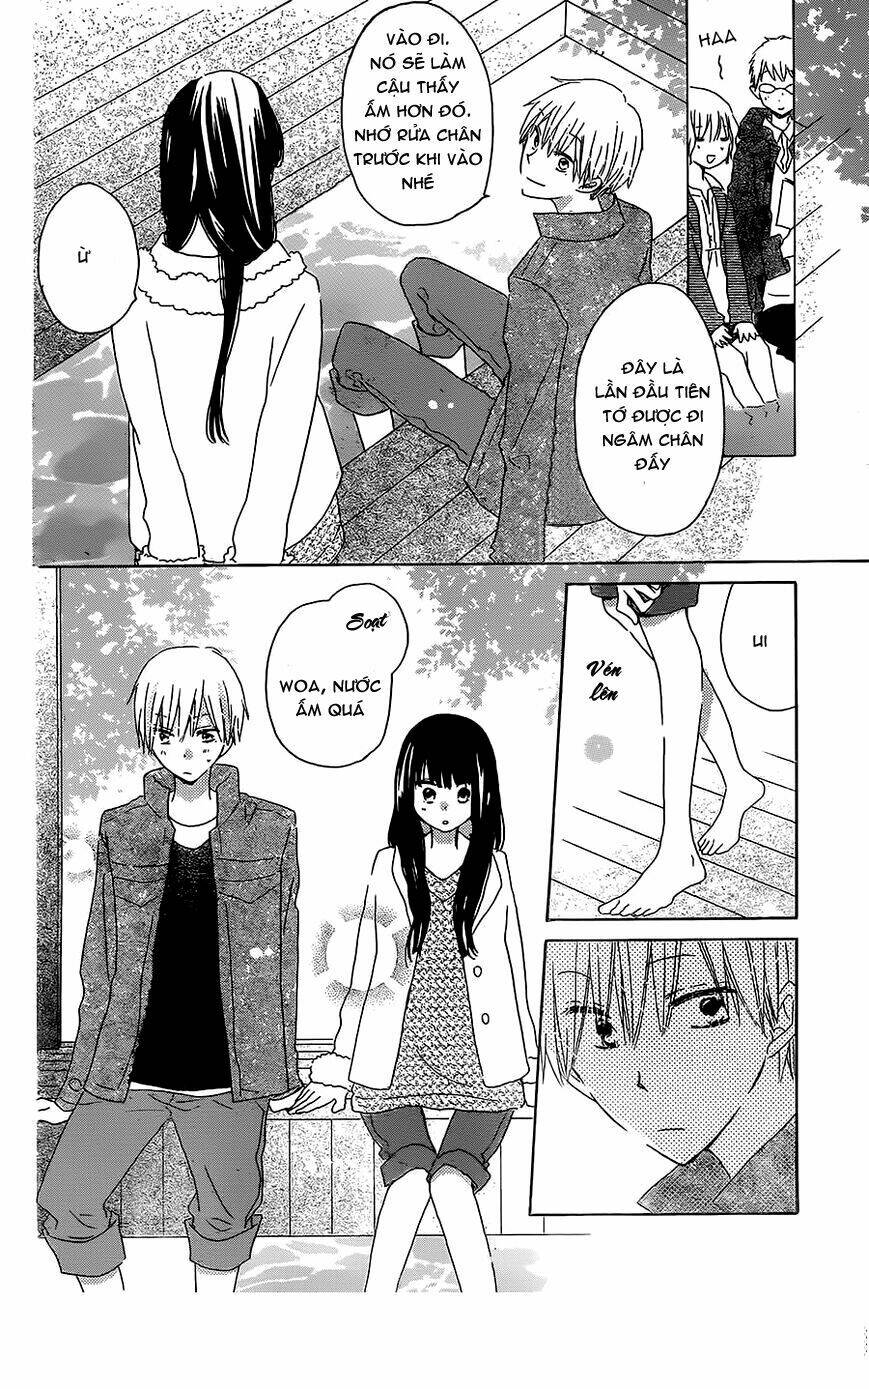 HAA
VÀO ĐI.
NÓ SẼ LÀM
CẬU THẤY
ẤM HƠN ĐÓ.
NHỚ RỬA CHÂN
TRƯỚC KHI VÀO
NHÉ
Ừ
ĐÂY LÀ
LẦN ĐẦU TIÊN
TỚ ĐƯỢC ĐI
NGÂM CHÂN
ĐẤY
UI
Vén
lên
Soạt
WOA, NƯỚC
ẤM QUÁ